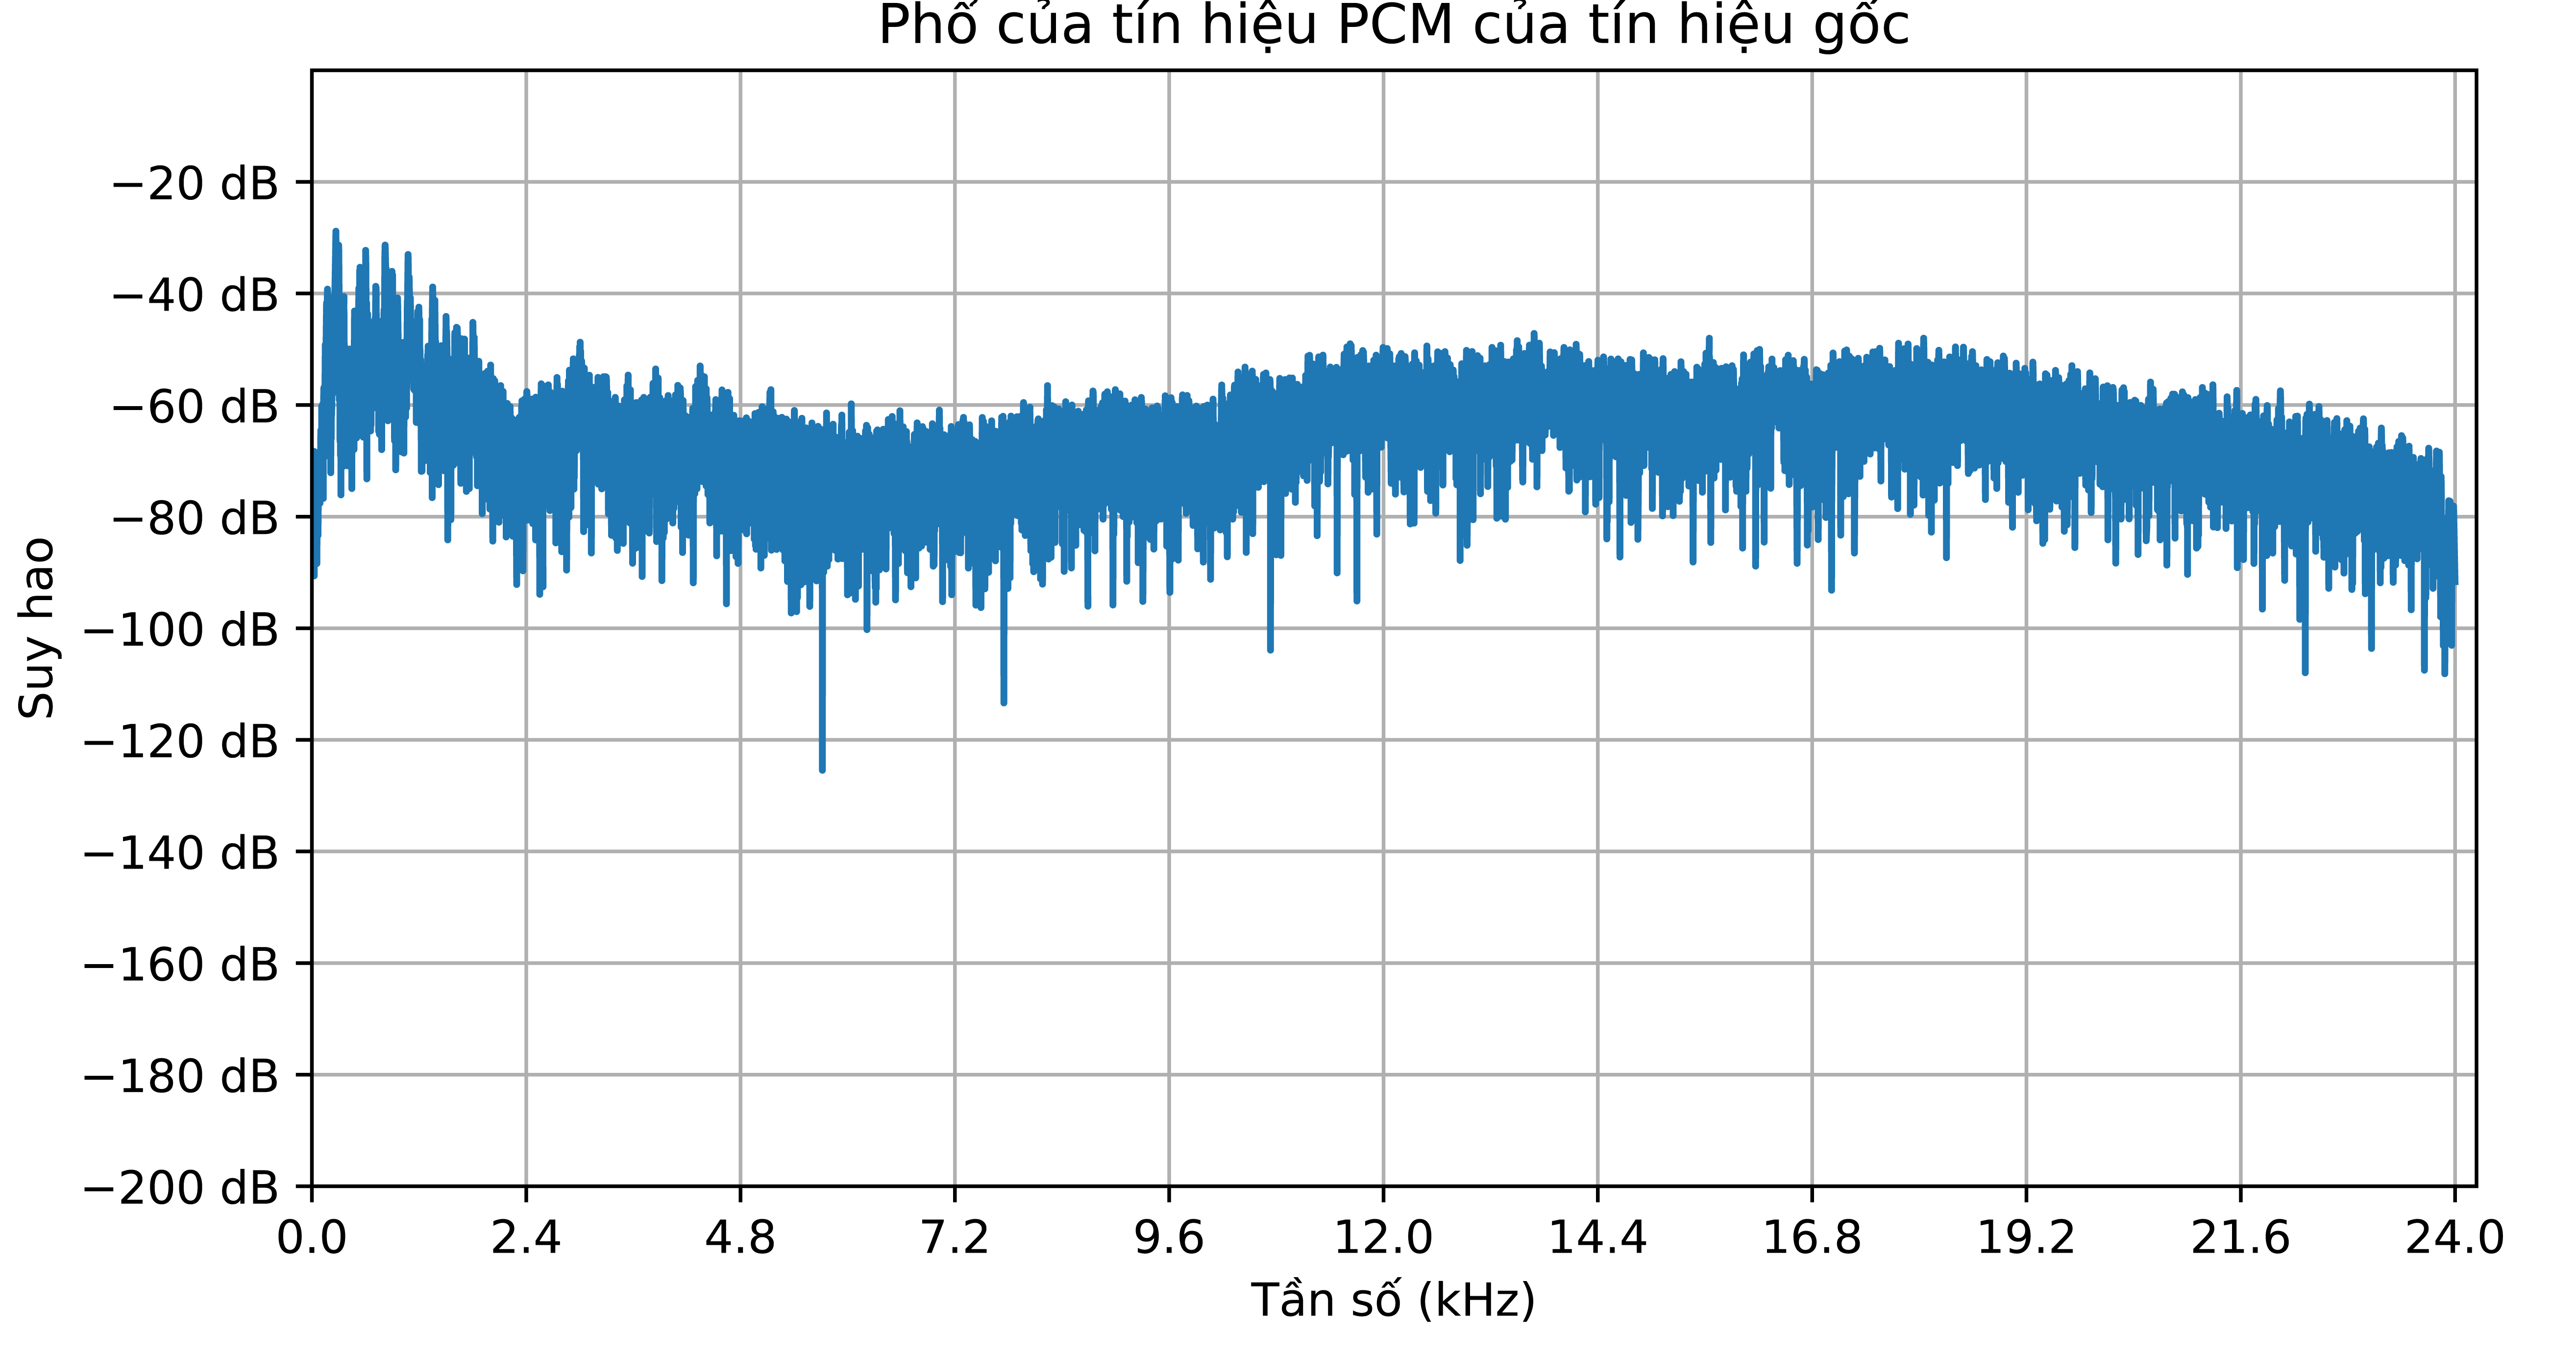 Phổ của tín hiệu PCM của tín hiệu gốc
Suy hao
−20 dB
−40 dB
−60 dB
−80 dB
−100 dB
−120 dB
−140 dB
−160 dB
−180 dB
−200 dB
0.0 2.4 4.8 7.2 9.6 12.0 14.4 16.8 19.2 21.6 24.0
Tần số (kHz)